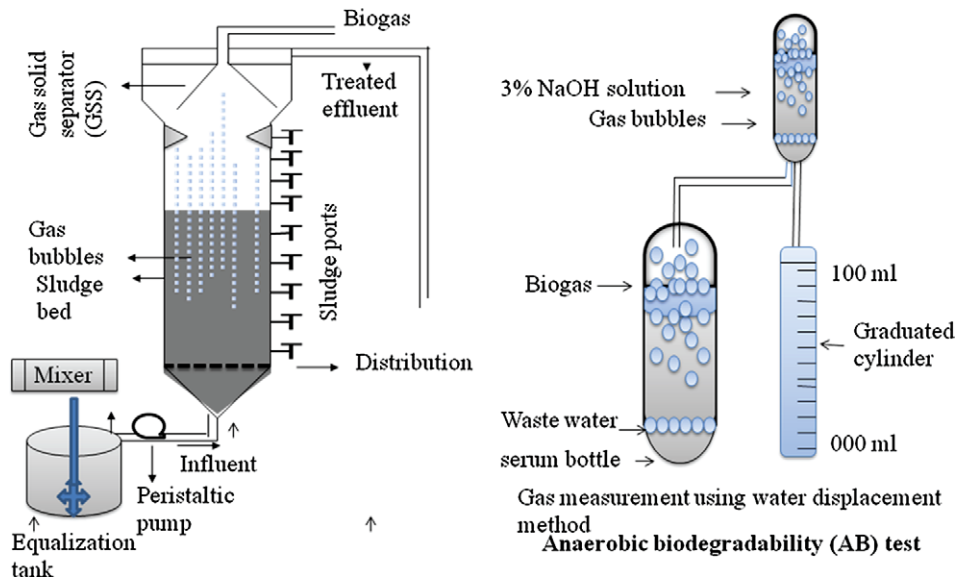 Biogas
Gas solid
separator
(GSS)
Treated
effluent
Gas
bubbles
Sludge
bed
Sludge ports
Distribution
Mixer
Influent
Peristaltic
pump
Equalization
tank
3% NaOH solution
Gas bubbles
Biogas
100 ml
Graduated
cylinder
Waste water
000 ml
serum bottle
Gas measurement using water displacement
method
Anaerobic biodegradability (AB) test